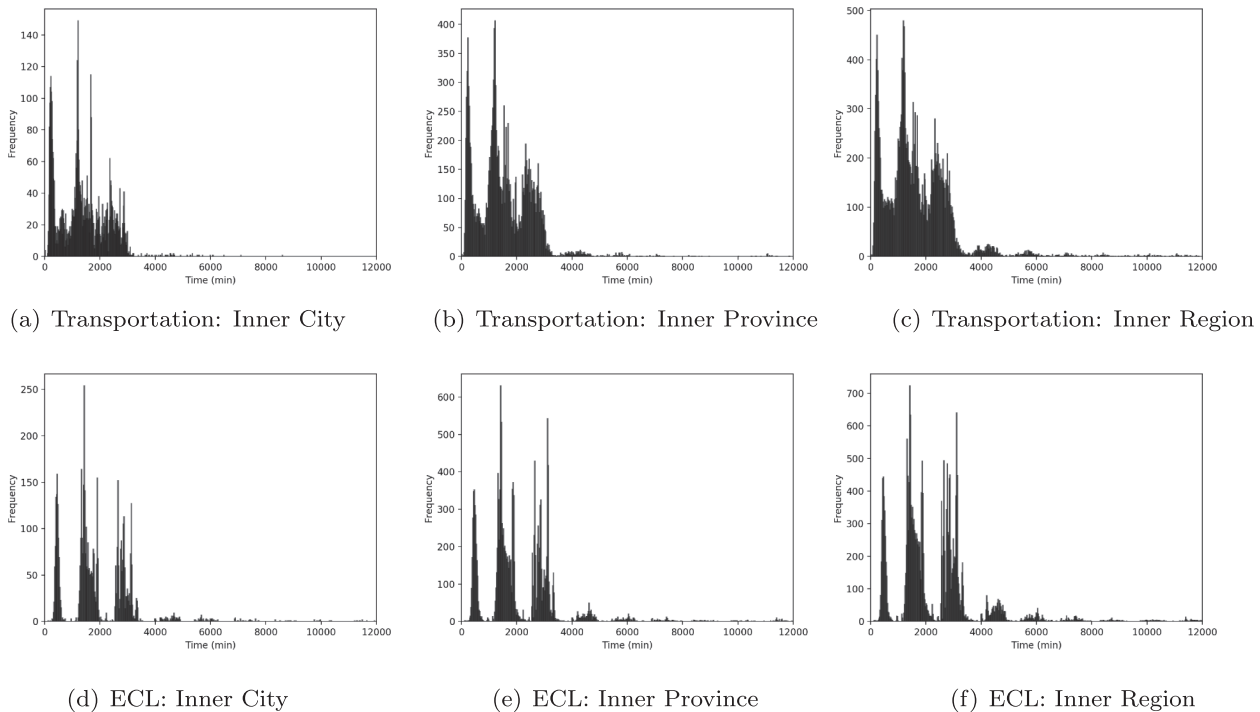 140
120
100
80
60
40
20
0
Frequency
0 2000 4000 6000 8000 10000 12000
Time (min)
(a) Transportation: Inner City
400
350
300
250
200
150
100
50
0
Frequency
0 2000 4000 6000 8000 10000 12000
Time (min)
(b) Transportation: Inner Province
500
400
300
200
100
0
Frequency
0 2000 4000 6000 8000 10000 12000
Time (min)
(c) Transportation: Inner Region
250
200
150
100
50
0
Frequency
0 2000 4000 6000 8000 10000 12000
Time (min)
(d) ECL: Inner City
600
500
400
300
200
100
0
Frequency
0 2000 4000 6000 8000 10000 12000
Time (min)
(e) ECL: Inner Province
700
600
500
400
300
200
100
0
Frequency
0 2000 4000 6000 8000 10000 12000
Time (min)
(f) ECL: Inner Region